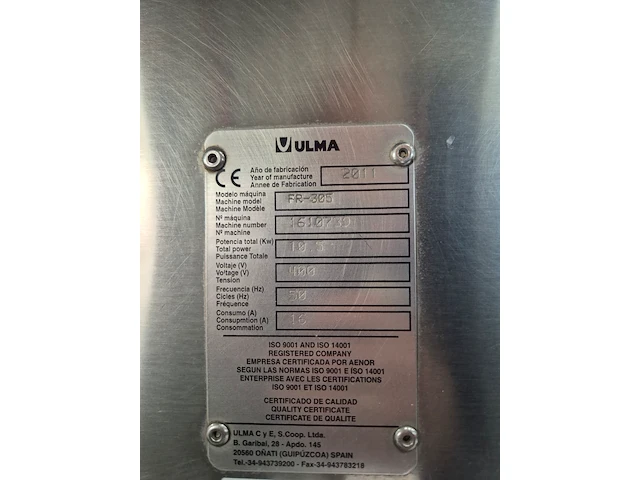 ULMA
CE
Año de fabricación
Year of manufacture
Annee de Fabrication
2011
Modelo máquina
Machine model
Machine Modèle
FR-305
Nº máquina
Machine number
Nº machine
Potencia total (Kw)
Total power
Puissance Totale
Voltaje (V)
Voltage (V)
Tension
400
Frecuencia (Hz)
Cicles (Hz)
Fréquence
50
Consumo (A)
Consupmtion (A)
Consommation
16
ISO 9001 AND ISO 14001
REGISTERED COMPANY
EMPRESA CERTIFICADA POR AENOR
SEGUN LAS NORMAS ISO 9001 E ISO 14001
ENTERPRISE AVEC LES CERTIFICATIONS
ISO 9001 ET ISO 14001
CERTIFICADO DE CALIDAD
QUALITY CERTIFICATE
CERTIFICATE DE QUALITE
ULMA C y E, S.Coop. Ltda.
B. Garibai, 28 - Apdo. 145
20560 OÑATI (GUIPÚZCOA) SPAIN
Tel.-34-943739200 - Fax-34-943783218